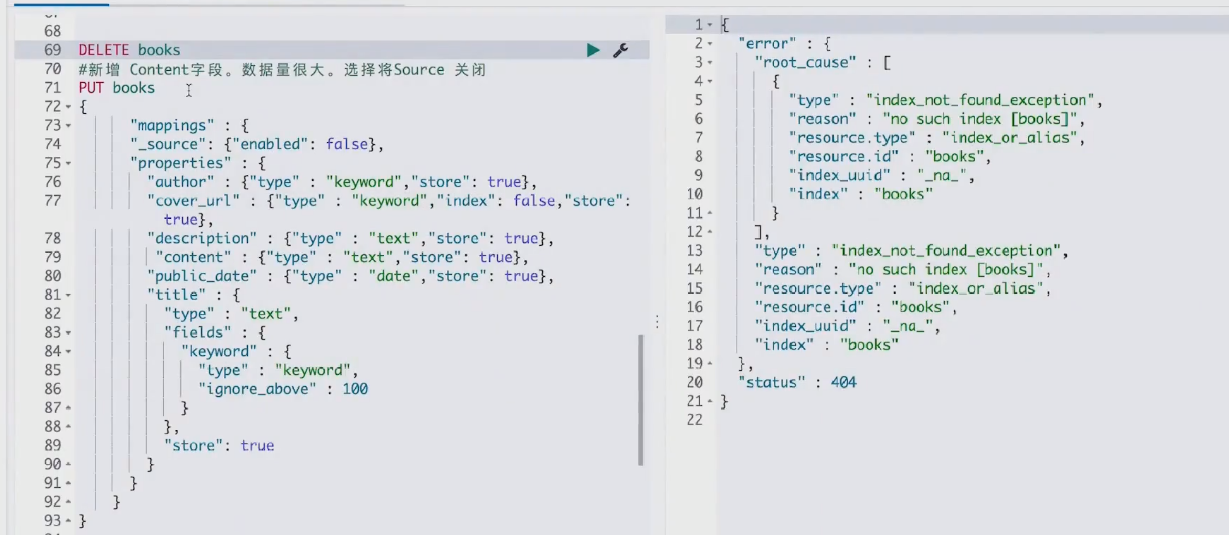 68
69 DELETE books
70 #新增 Content字段。数据量很大。选择将Source 关闭
71 PUT books
72 {
73 "mappings" : {
74 "_source": {"enabled": false},
75 "properties" : {
76 "author" : {"type" : "keyword","store": true},
77 "cover_url" : {"type" : "keyword","index": false,"store":
true},
78 "description" : {"type" : "text","store": true},
79 "content" : {"type" : "text","store": true},
80 "public_date" : {"type" : "date","store": true},
81 "title" : {
82 "type" : "text",
83 "fields" : {
84 "keyword" : {
85 "type" : "keyword",
86 "ignore_above" : 100
87 }
88 },
89 "store": true
90 }
91 }
92 }
93 }
1 {
2 "error" : {
3 "root_cause" : [
4 {
5 "type" : "index_not_found_exception",
6 "reason" : "no such index [books]",
7 "resource.type" : "index_or_alias",
8 "resource.id" : "books",
9 "index_uuid" : "_na_",
10 "index" : "books"
11 }
12 ],
13 "type" : "index_not_found_exception",
14 "reason" : "no such index [books]",
15 "resource.type" : "index_or_alias",
16 "resource.id" : "books",
17 "index_uuid" : "_na_",
18 "index" : "books"
19 },
20 "status" : 404
21 }
22